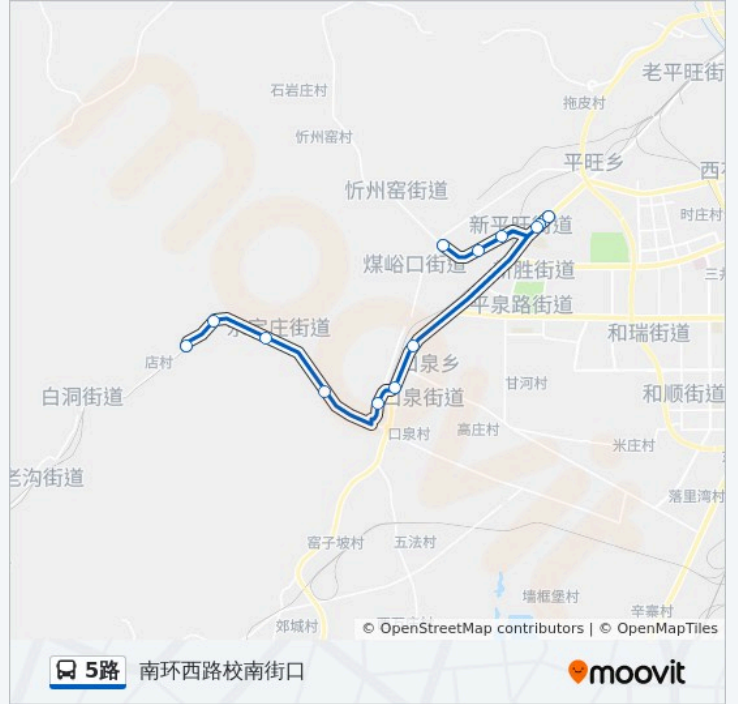 老平旺街
石岩庄村
拖皮村
忻州窑村
平旺乡
忻州窑街道
新平旺街道
时庄村
煤峪口街道
新胜街道
平泉路街道
永定庄街道
和瑞街道
店村
口泉乡
甘河村
白洞街道
口泉街道
和顺街道
口泉村
高庄村
米庄村
老沟街道
落里湾村
窑子坡村
五法村
墙框堡村
辛寨村
郊城村
© OpenStreetMap contributors | © OpenMapTiles
5路 南环西路校南街口
moovit